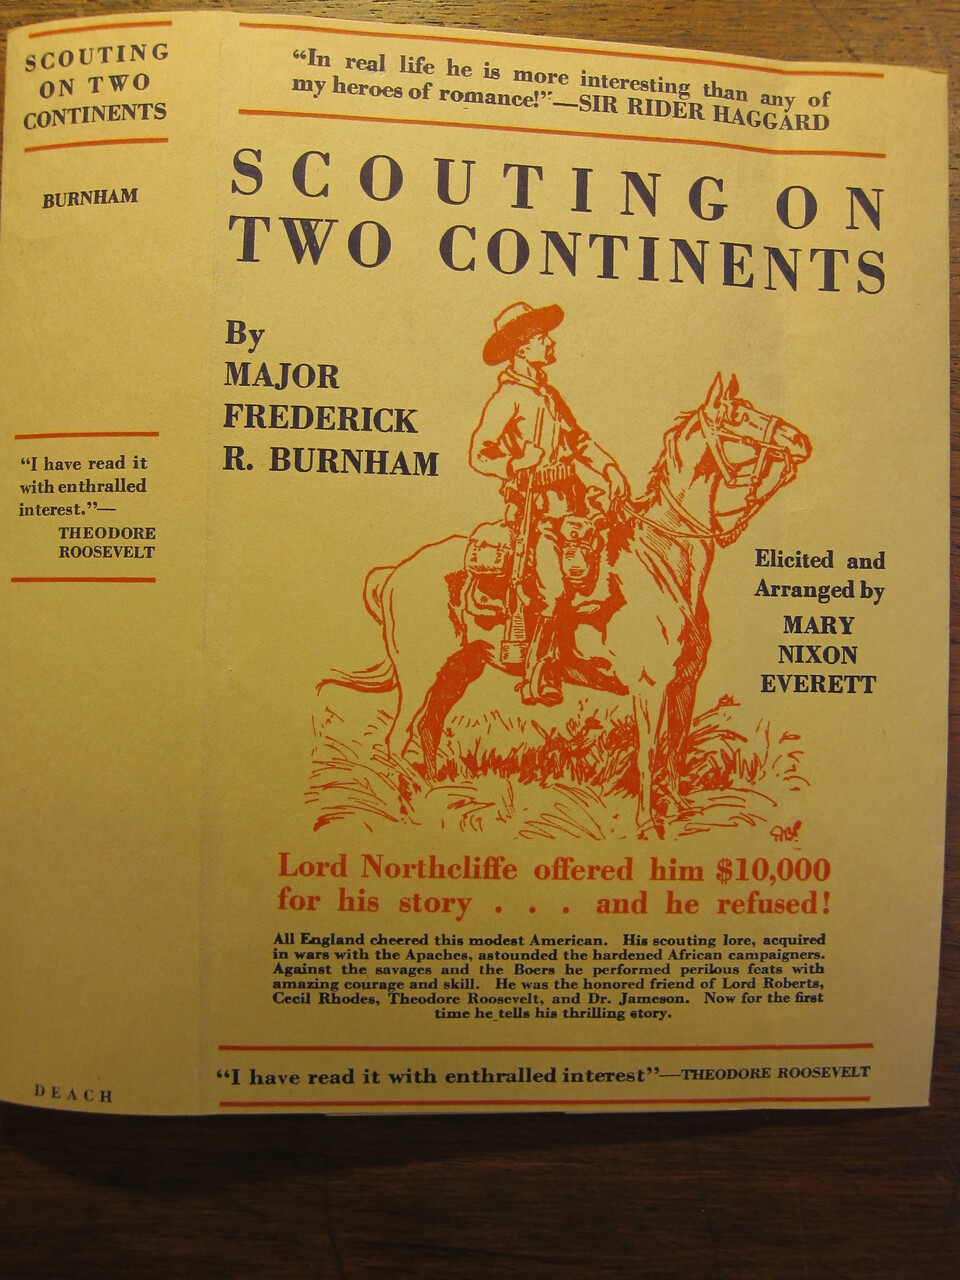 SCOUTING
ON TWO
CONTINENTS
BURNHAM
“I have read it
with enthralled
interest.”—
THEODORE
ROOSEVELT
DEACH
“In real life he is more interesting than any of
my heroes of romance!”—SIR RIDER HAGGARD
SCOUTING ON
TWO CONTINENTS
By
MAJOR
FREDERICK
R. BURNHAM
Elicited and
Arranged by
MARY
NIXON
EVERETT
Lord Northcliffe offered him $10,000
for his story . . . and he refused!
All England cheered this modest American. His scouting lore, acquired
in wars with the Apaches, astounded the hardened African campaigners.
Against the savages and the Boers he performed perilous feats with
amazing courage and skill. He was the honored friend of Lord Roberts,
Cecil Rhodes, Theodore Roosevelt, and Dr. Jameson. Now for the first
time he tells his thrilling story.
“I have read it with enthralled interest”—THEODORE ROOSEVELT